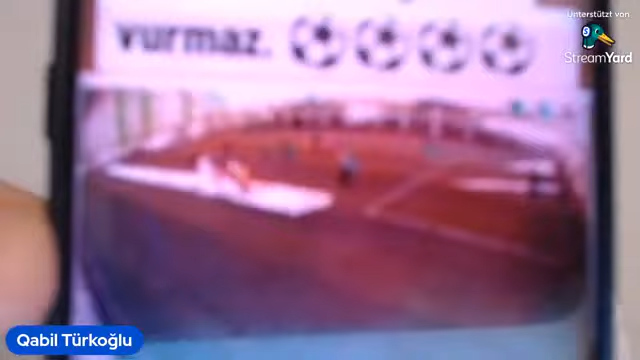 Unterstützt von
StreamYard
vurmaz. ⚽⚽⚽⚽
Qabil Türkoğlu